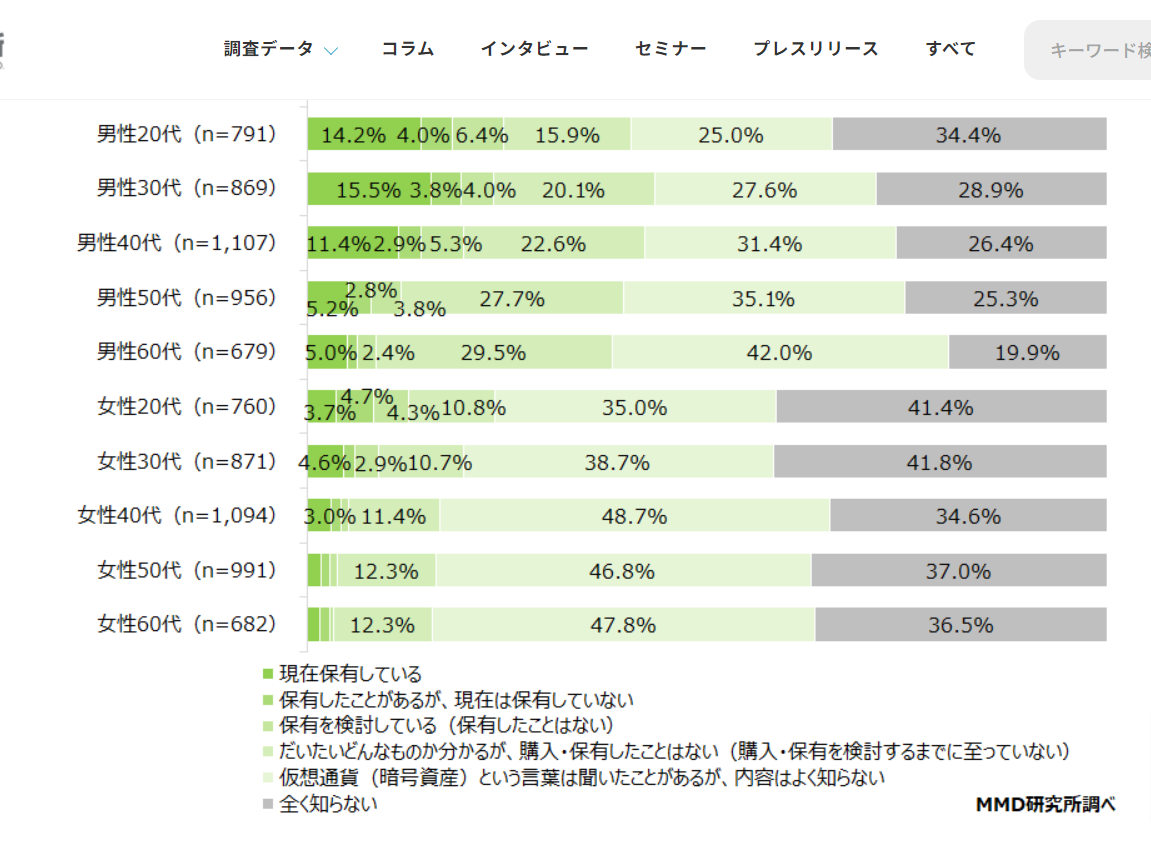 調査データ コラム インタビュー セミナー プレスリリース すべて キーワード検
男性20代（n=791） 14.2% 4.0% 6.4% 15.9% 25.0% 34.4%
男性30代（n=869） 15.5% 3.8% 4.0% 20.1% 27.6% 28.9%
男性40代（n=1,107） 11.4% 2.9% 5.3% 22.6% 31.4% 26.4%
男性50代（n=956） 5.2% 2.8% 3.8% 27.7% 35.1% 25.3%
男性60代（n=679） 5.0% 2.4% 29.5% 42.0% 19.9%
女性20代（n=760） 3.7% 4.7% 4.3% 10.8% 35.0% 41.4%
女性30代（n=871） 4.6% 2.9% 10.7% 38.7% 41.8%
女性40代（n=1,094） 3.0% 11.4% 48.7% 34.6%
女性50代（n=991） 12.3% 46.8% 37.0%
女性60代（n=682） 12.3% 47.8% 36.5%
現在保有している
保有したことがあるが、現在は保有していない
保有を検討している（保有したことはない）
だいたいどんなものか分かるが、購入・保有したことはない（購入・保有を検討するまでに至っていない）
仮想通貨（暗号資産）という言葉は聞いたことがあるが、内容はよく知らない
全く知らない
MMD研究所調べ